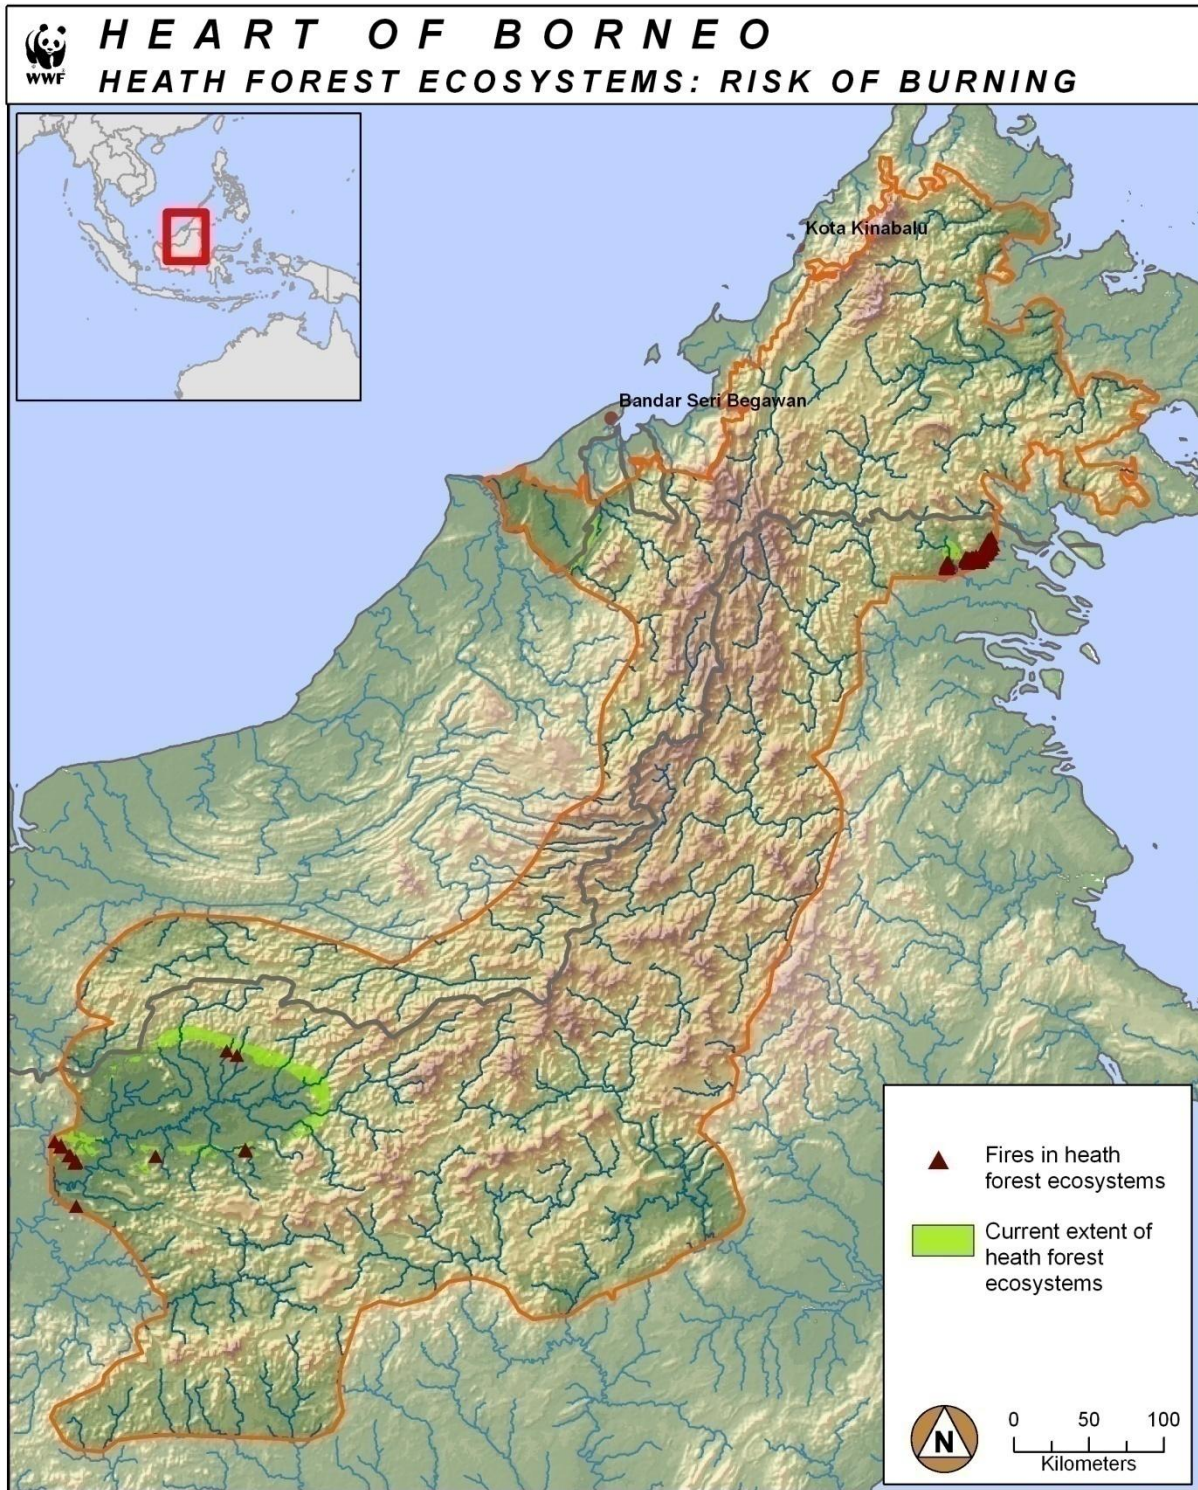 HEART OF BORNEO
WWF
HEATH FOREST ECOSYSTEMS: RISK OF BURNING
Kota Kinabalu
Bandar Seri Begawan
Fires in heath
forest ecosystems
Current extent of
heath forest
ecosystems
N
0 50 100
Kilometers